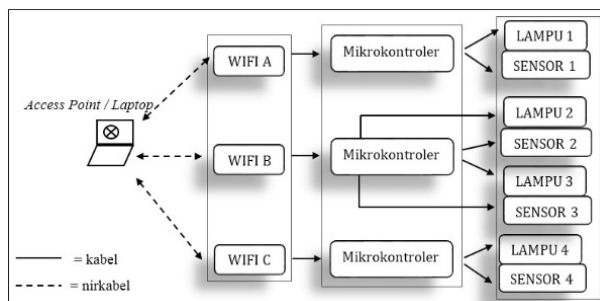 Access Point / Laptop
WIFI A
WIFI B
WIFI C
Mikrokontroler
Mikrokontroler
Mikrokontroler
LAMPU 1
SENSOR 1
LAMPU 2
SENSOR 2
LAMPU 3
SENSOR 3
LAMPU 4
SENSOR 4
= kabel
= nirkabel